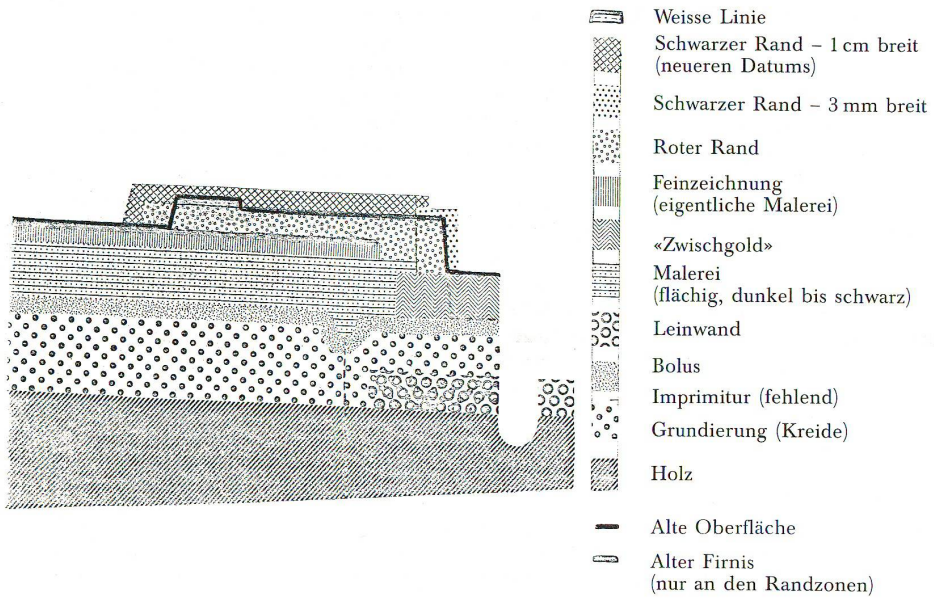 Weisse Linie
Schwarzer Rand – 1 cm breit
(neueren Datums)
Schwarzer Rand – 3 mm breit
Roter Rand
Feinzeichnung
(eigentliche Malerei)
«Zwischgold»
Malerei
(flächig, dunkel bis schwarz)
Leinwand
Bolus
Imprimitur (fehlend)
Grundierung (Kreide)
Holz
Alte Oberfläche
Alter Firnis
(nur an den Randzonen)